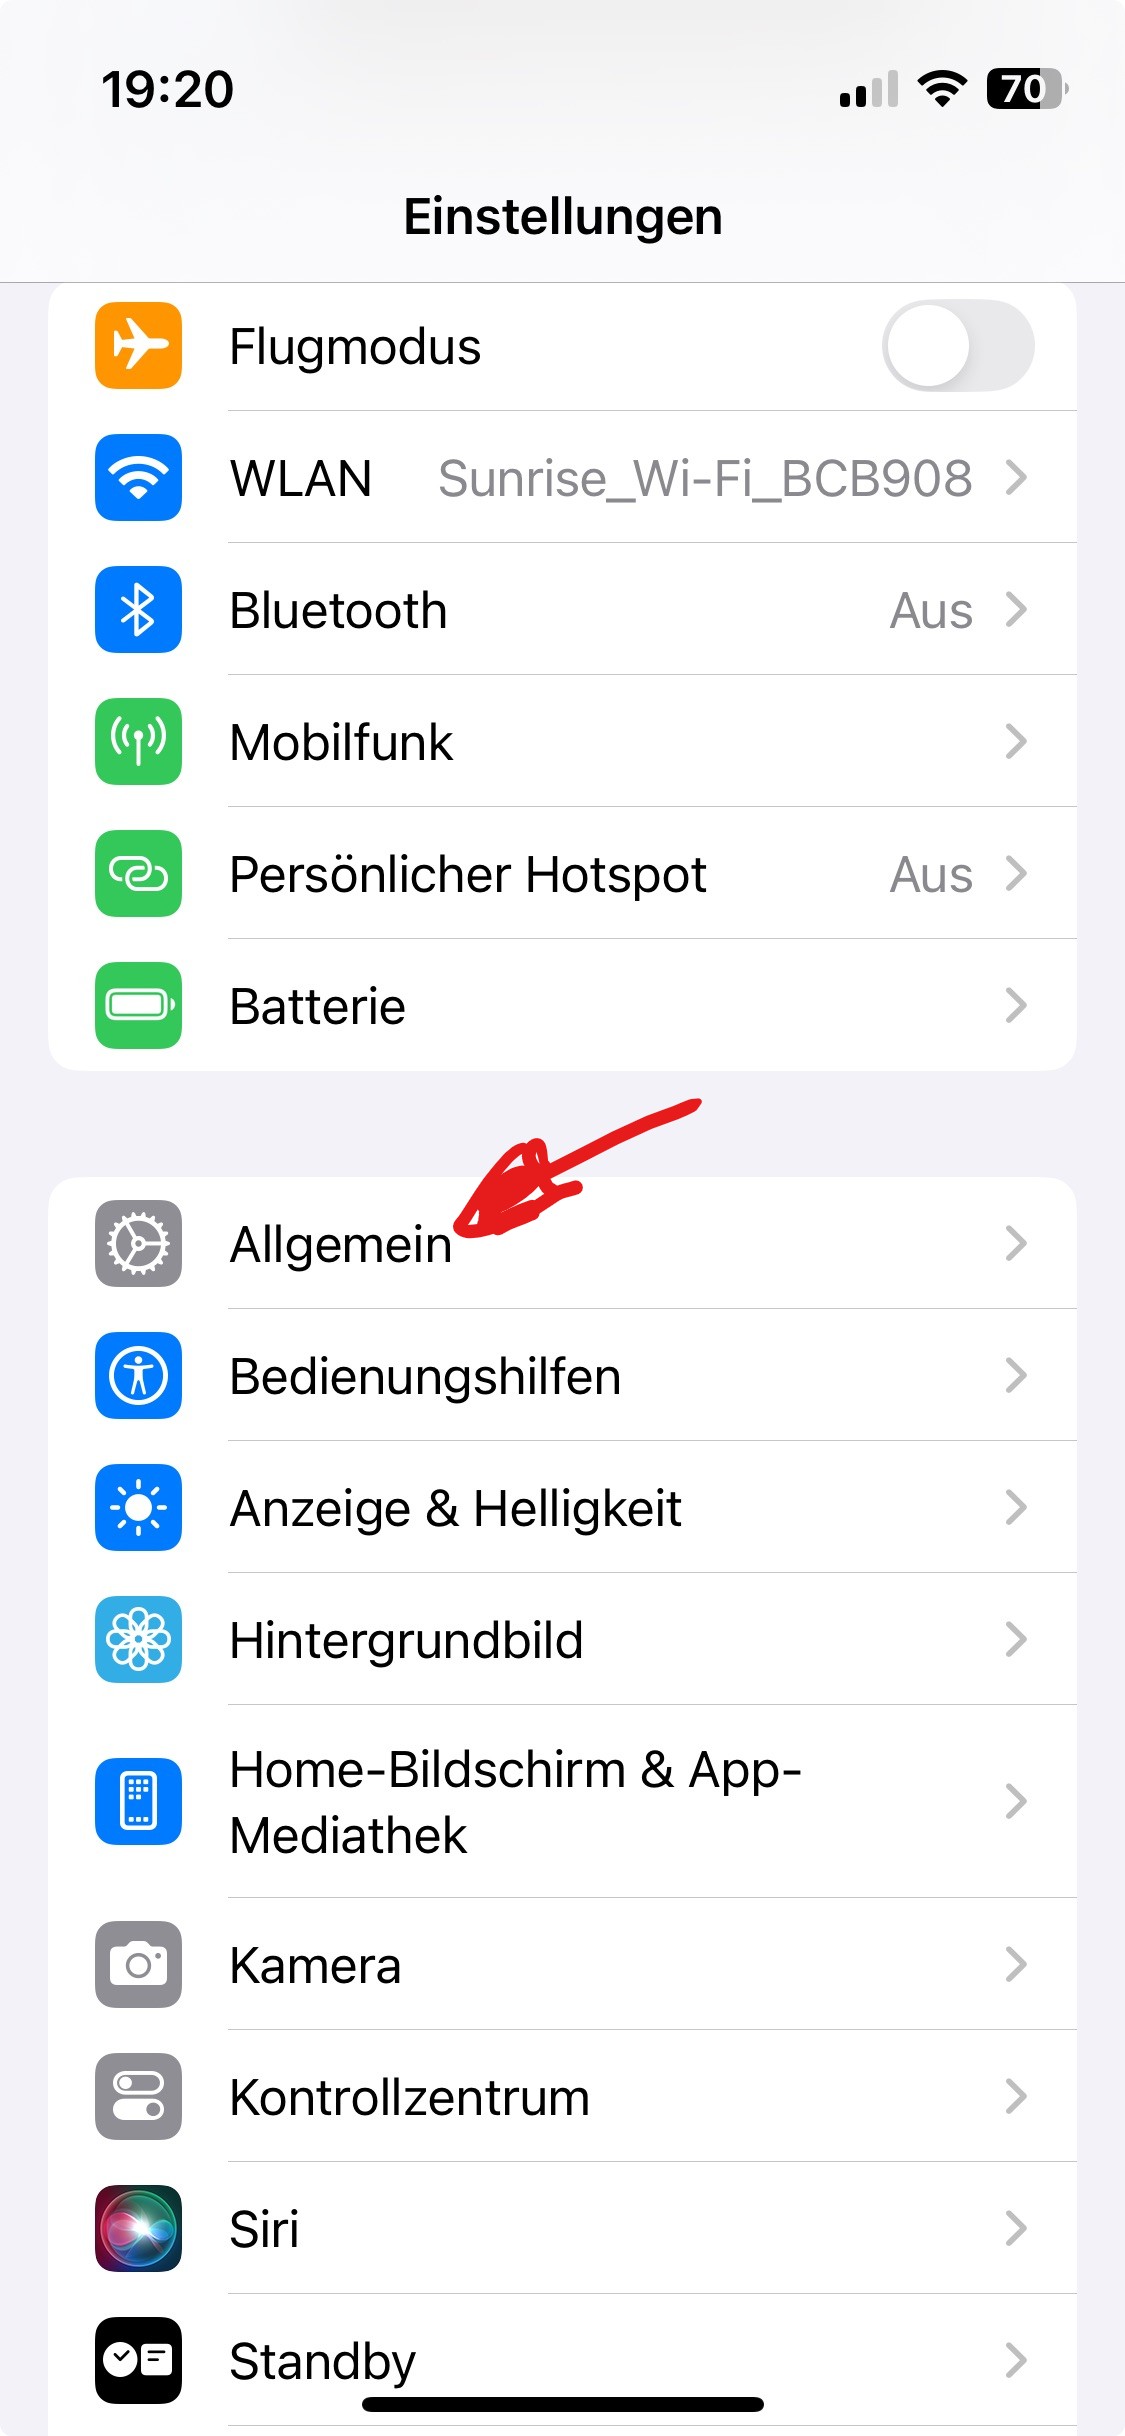 19:20
70
Einstellungen
Flugmodus
WLAN Sunrise_Wi-Fi_BCB908
Bluetooth Aus
Mobilfunk
Persönlicher Hotspot Aus
Batterie
Allgemein
Bedienungshilfen
Anzeige & Helligkeit
Hintergrundbild
Home-Bildschirm & App-
Mediathek
Kamera
Kontrollzentrum
Siri
Standby